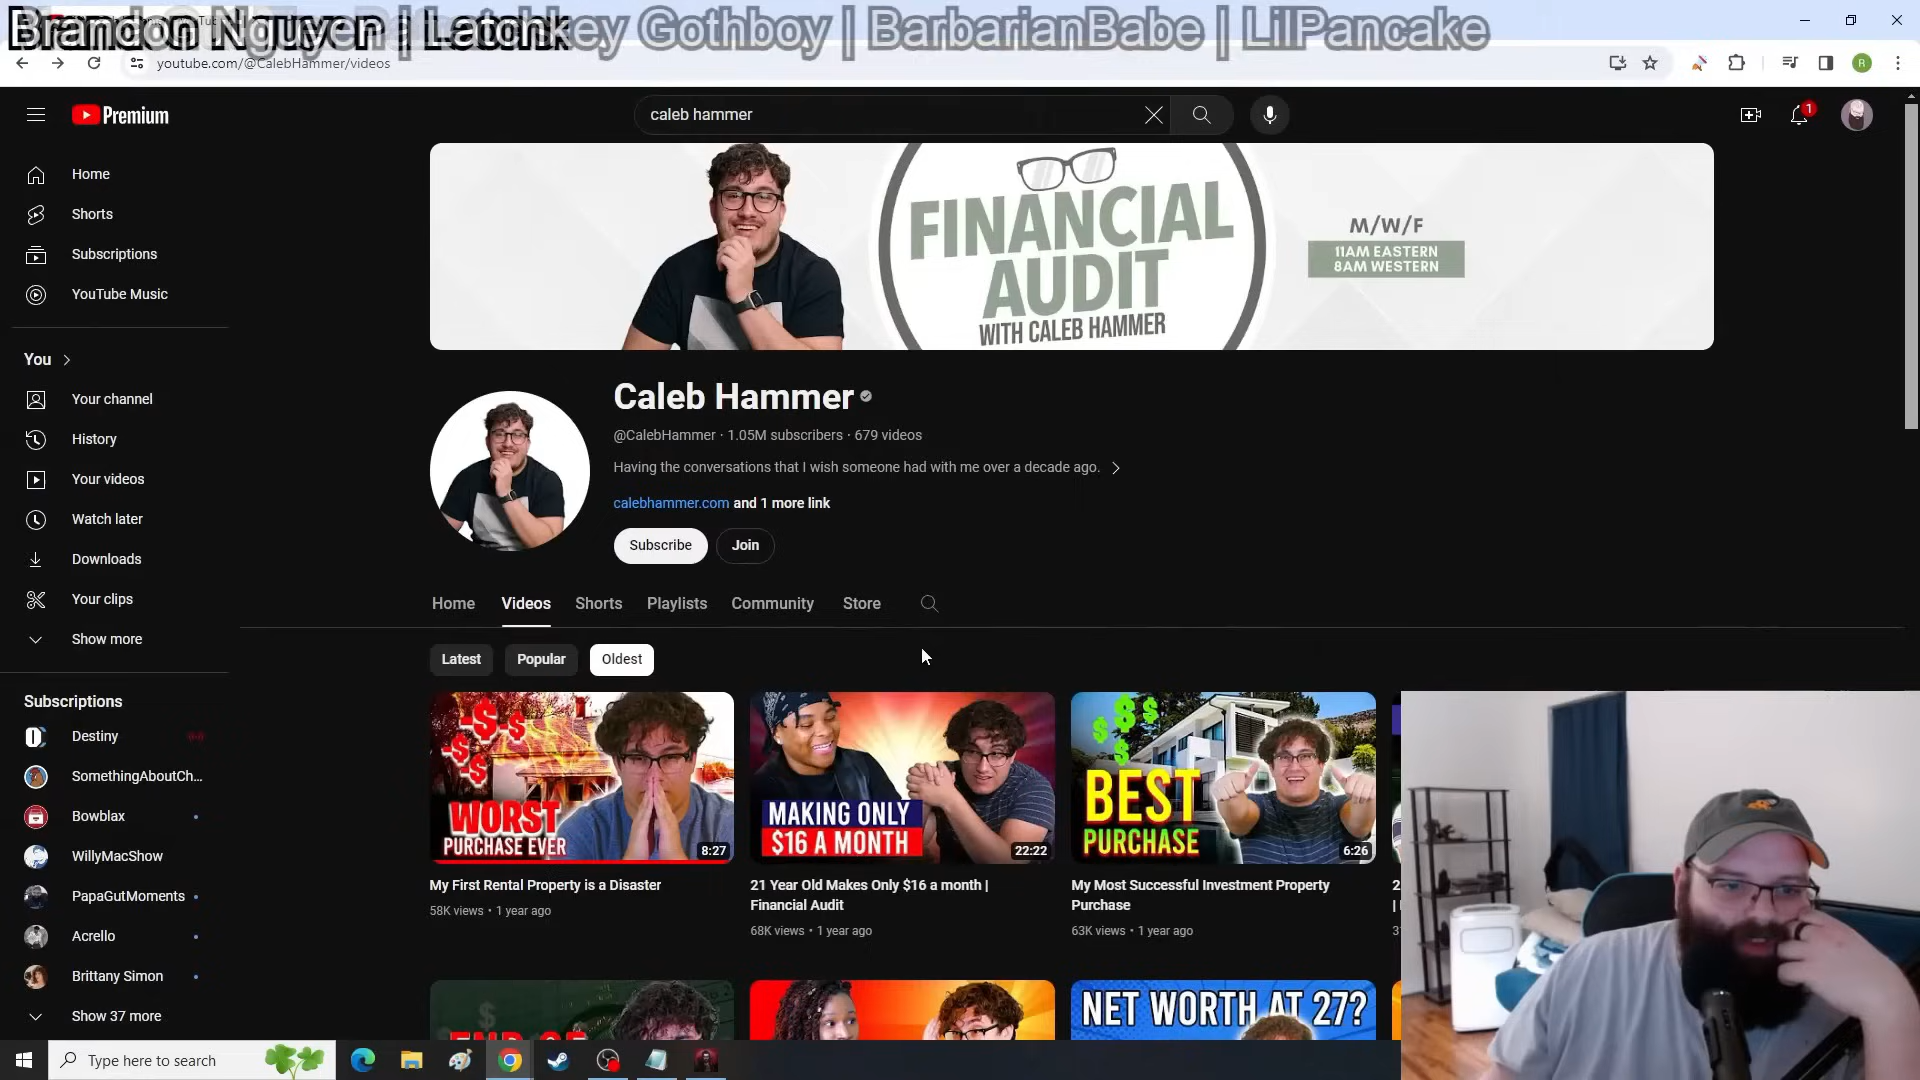 Brandon Nguyen | Latchkey Gothboy | BarbarianBabe | LilPancake
youtube.com/@CalebHammer/videos
R
Premium
caleb hammer
1
Home
Shorts
Subscriptions
YouTube Music
You
Your channel
History
Your videos
Watch later
Downloads
Your clips
Show more
Subscriptions
Destiny
SomethingAboutCh...
Bowblax
WillyMacShow
PapaGutMoments
Acrello
Brittany Simon
Show 37 more
FINANCIAL
AUDIT
WITH CALEB HAMMER
M/W/F
11AM EASTERN
8AM WESTERN
Caleb Hammer
@CalebHammer · 1.05M subscribers · 679 videos
Having the conversations that I wish someone had with me over a decade ago.
calebhammer.com and 1 more link
Subscribe
Join
Home
Videos
Shorts
Playlists
Community
Store
Latest
Popular
Oldest
-$ -$
-$
-$
WORST
PURCHASE EVER
8:27
My First Rental Property is a Disaster
58K views • 1 year ago
MAKING ONLY
$16 A MONTH
22:22
21 Year Old Makes Only $16 a month |
Financial Audit
68K views • 1 year ago
$ $ $
$
BEST
PURCHASE
6:26
My Most Successful Investment Property
Purchase
63K views • 1 year ago
2
|
3
END OF
NET WORTH AT 27?
Type here to search